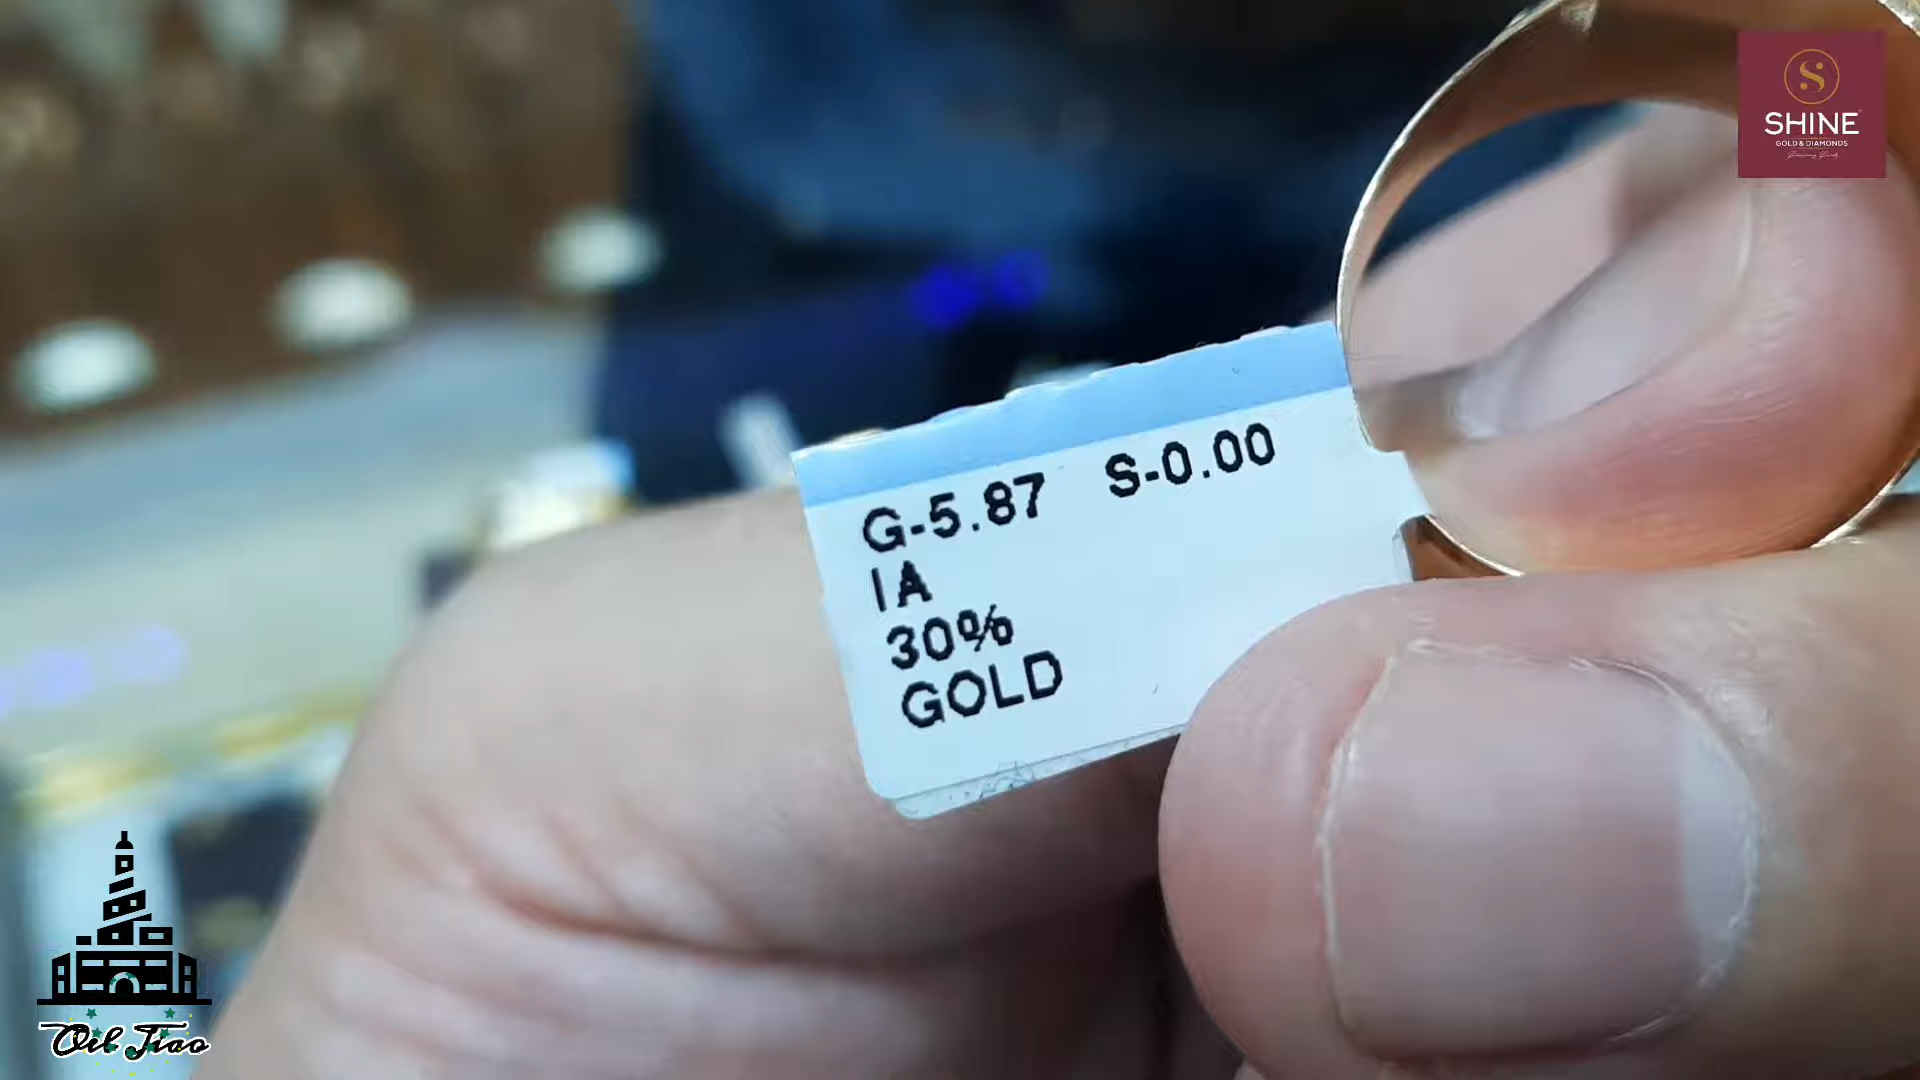 SHINE
GOLD & DIAMONDS
G-5.87 S-0.00
IA
30%
GOLD